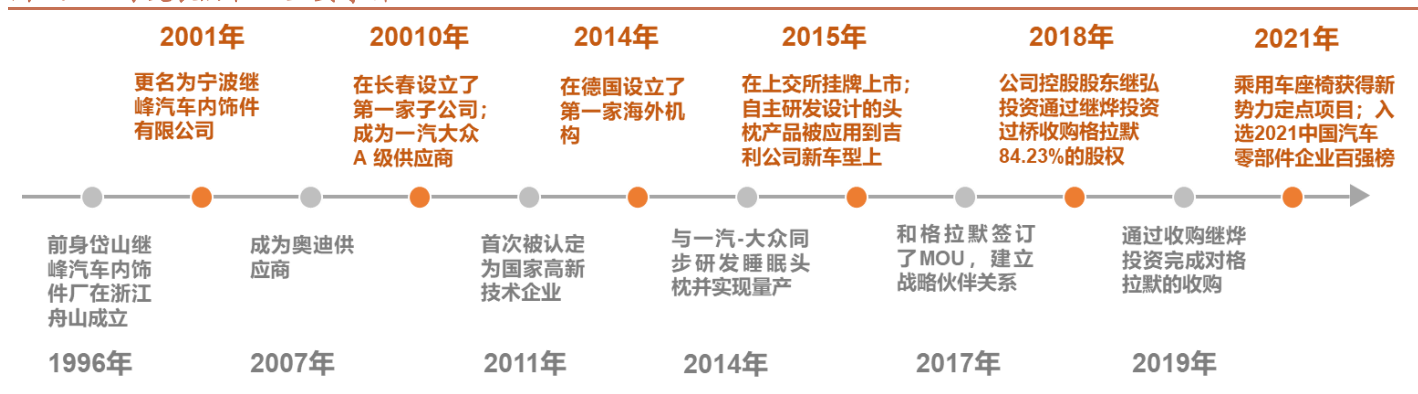 2001年
更名为宁波继
峰汽车内饰件
有限公司
20010年
在长春设立了
第一家子公司；
成为一汽大众
A 级供应商
2014年
在德国设立了
第一家海外机
构
2015年
在上交所挂牌上市；
自主研发设计的头
枕产品被应用到吉
利公司新车型上
2018年
公司控股股东继弘
投资通过继烨投资
过桥收购格拉默
84.23%的股权
2021年
乘用车座椅获得新
势力定点项目；入
选2021中国汽车
零部件企业百强榜
前身岱山继
峰汽车内饰
件厂在浙江
舟山成立
1996年
成为奥迪供
应商
2007年
首次被认定
为国家高新
技术企业
2011年
与一汽-大众同
步研发睡眠头
枕并实现量产
2014年
和格拉默签订
了MOU，建立
战略伙伴关系
2017年
通过收购继烨
投资完成对格
拉默的收购
2019年